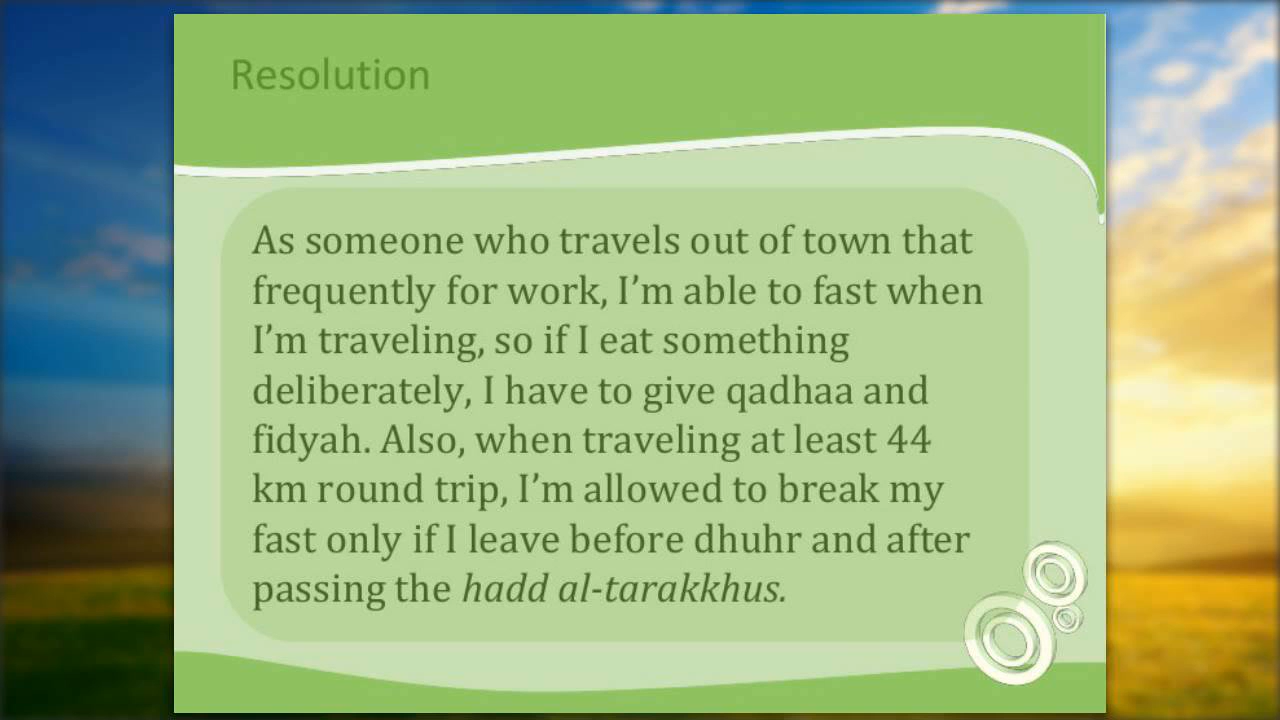 Resolution
As someone who travels out of town that
frequently for work, I’m able to fast when
I’m traveling, so if I eat something
deliberately, I have to give qadhaa and
fidyah. Also, when traveling at least 44
km round trip, I’m allowed to break my
fast only if I leave before dhuhr and after
passing the hadd al-tarakkhus.